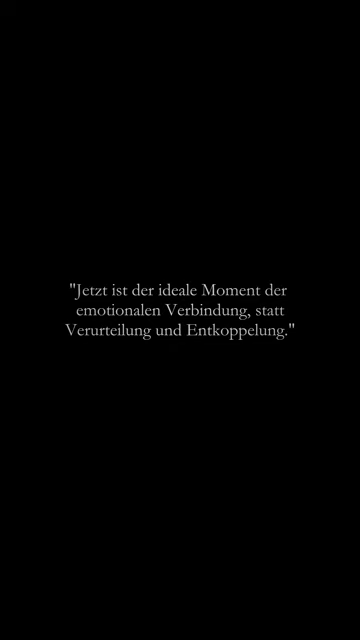 "Jetzt ist der ideale Moment der
emotionalen Verbindung, statt
Verurteilung und Entkoppelung."